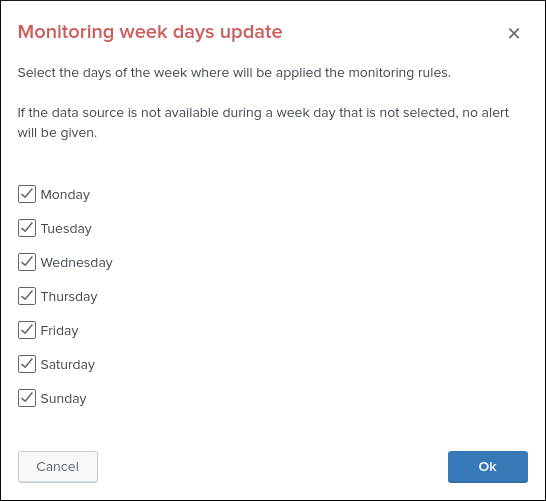 Monitoring week days update
Select the days of the week where will be applied the monitoring rules.
If the data source is not available during a week day that is not selected, no alert
will be given.
Monday
Tuesday
Wednesday
Thursday
Friday
Saturday
Sunday
Cancel
Ok